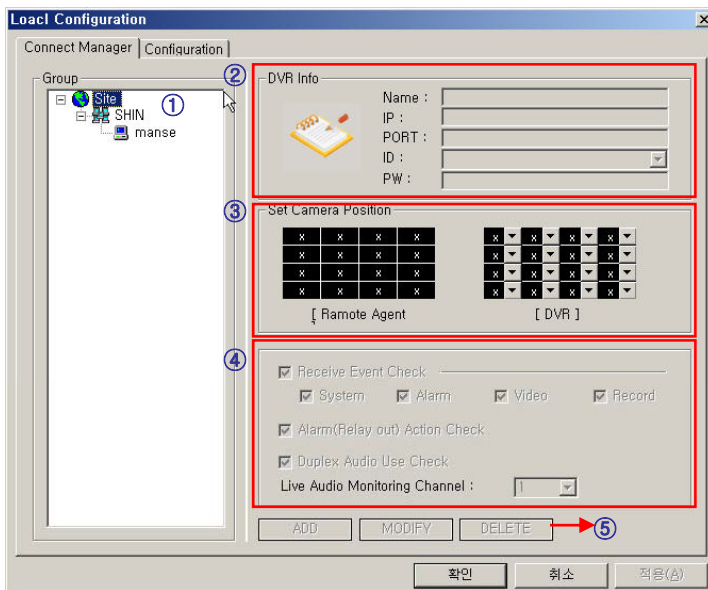 Loacl Configuration
Connect Manager
Configuration
Group
Site
①
SHIN
manse
②
DVR Info
Name :
IP :
PORT :
ID :
PW :
③
Set Camera Position
x x x x x x x x
x x x x x x x x
x x x x x x x x
x x x x x x x x
[ Ramote Agent
[ DVR ]
④
Receive Event Check
System Alarm Video Record
Alarm(Relay out) Action Check
Duplex Audio Use Check
Live Audio Monitoring Channel : 1
ADD MODIFY DELETE ⑤
확인 취소 적용(A)